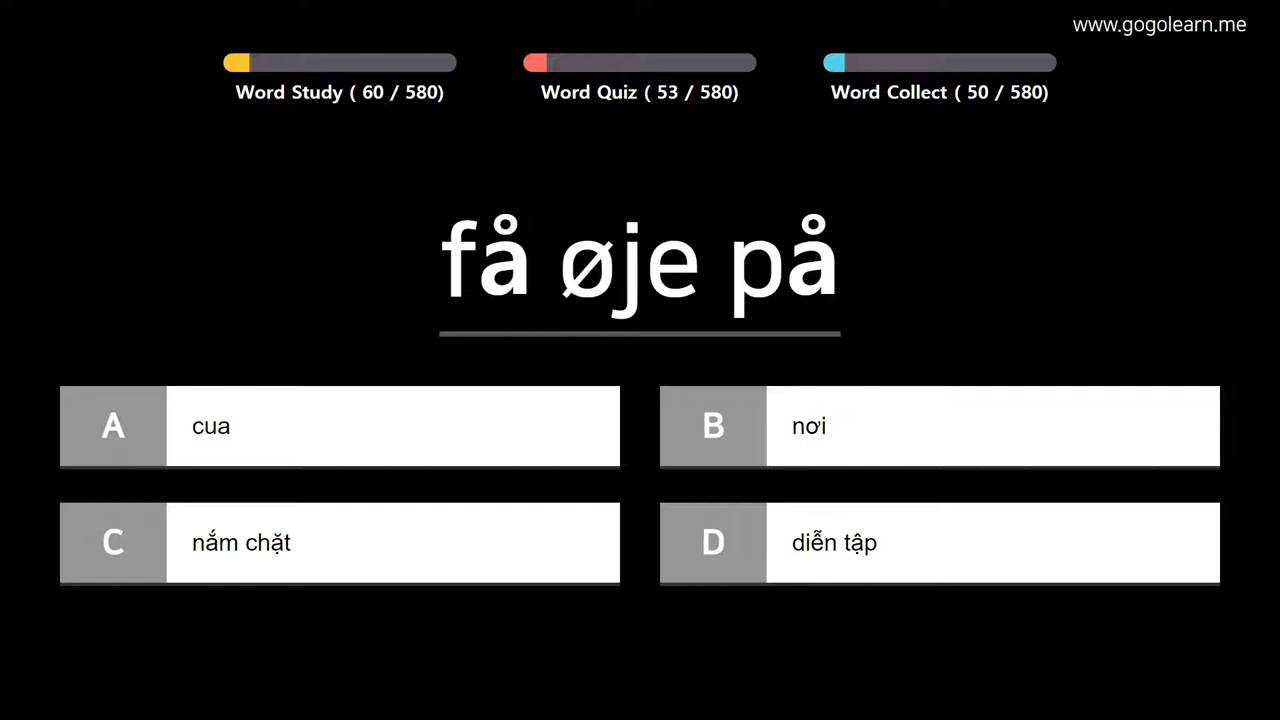 www.gogolearn.me
Word Study ( 60 / 580)
Word Quiz ( 53 / 580)
Word Collect ( 50 / 580)
få øje på
A cua
B nơi
C nắm chặt
D diễn tập